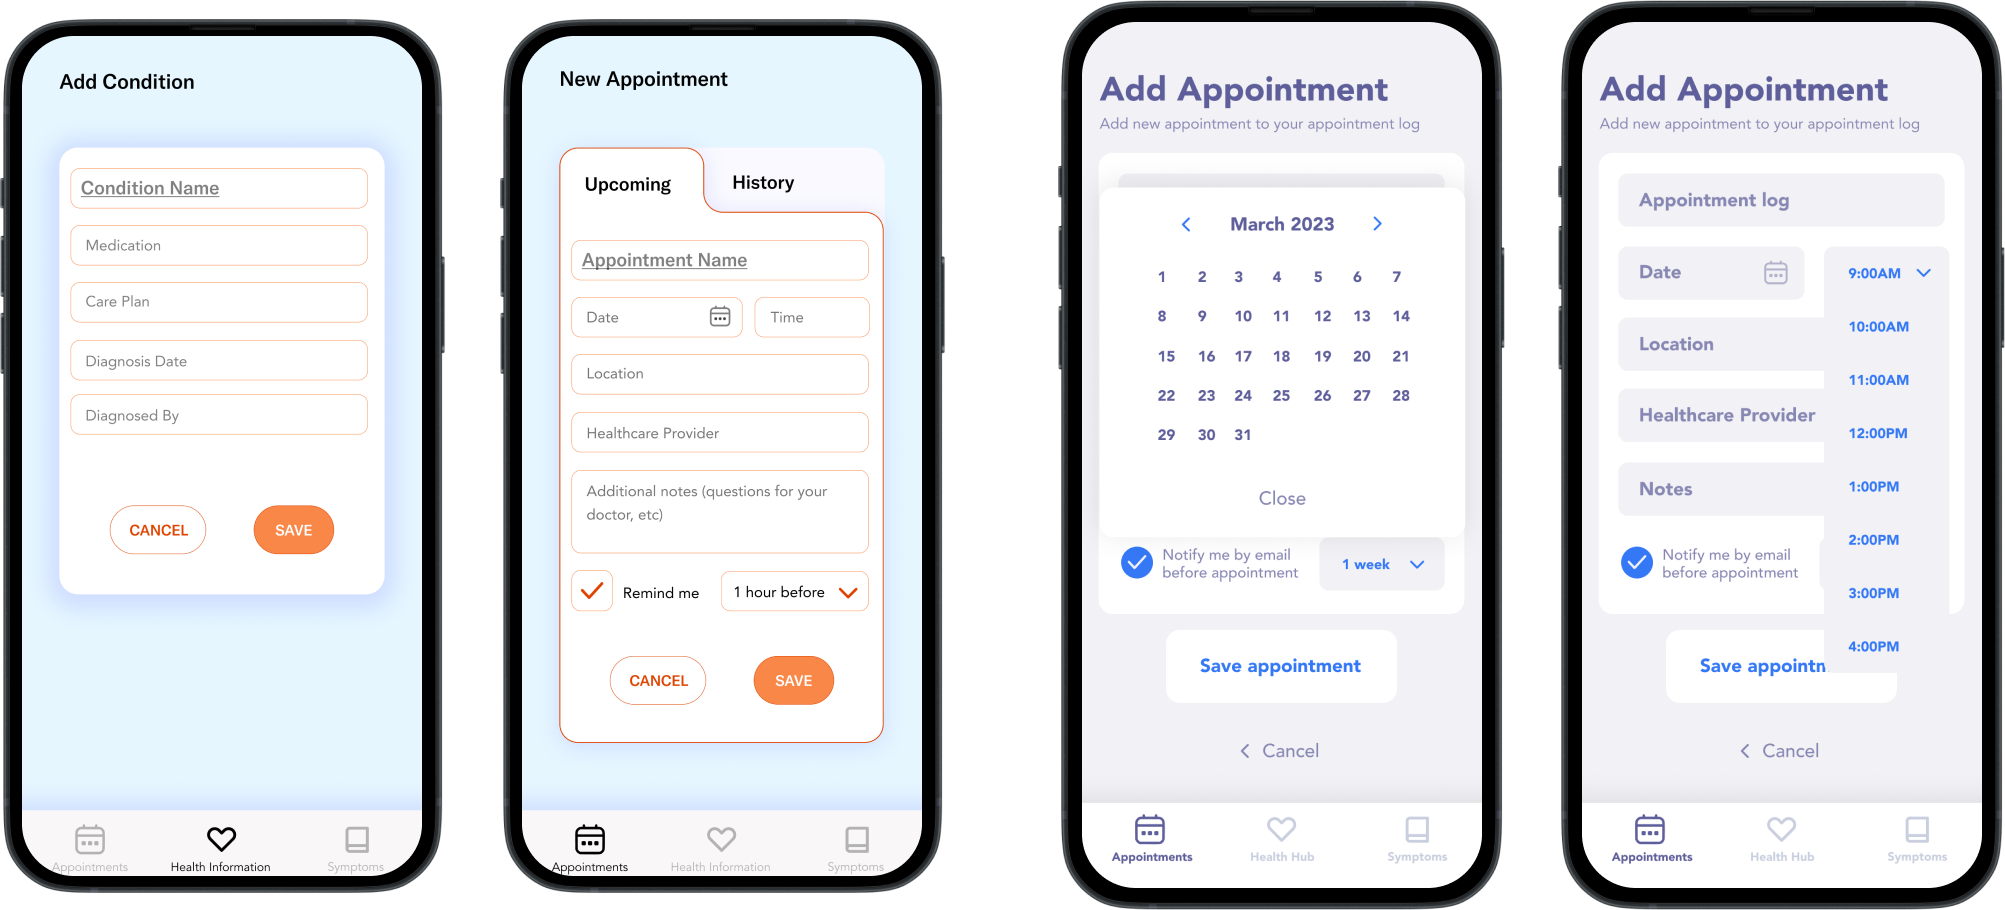 Add Condition
Condition Name
Medication
Care Plan
Diagnosis Date
Diagnosed By
CANCEL SAVE
Appointments Health Information Symptoms
New Appointment
Upcoming History
Appointment Name
Date Time
Location
Healthcare Provider
Additional notes (questions for your
doctor, etc)
Remind me 1 hour before
CANCEL SAVE
Appointments Health Information Symptoms
Add Appointment
Add new appointment to your appointment log
March 2023
1 2 3 4 5 6 7
8 9 10 11 12 13 14
15 16 17 18 19 20 21
22 23 24 25 26 27 28
29 30 31
Close
Notify me by email
before appointment
1 week
Save appointment
Cancel
Appointments Health Hub Symptoms
Add Appointment
Add new appointment to your appointment log
Appointment log
Date
9:00AM
10:00AM
Location
11:00AM
Healthcare Provider
12:00PM
Notes
1:00PM
2:00PM
Notify me by email
before appointment
3:00PM
4:00PM
Save appointn
Cancel
Appointments Health Hub Symptoms